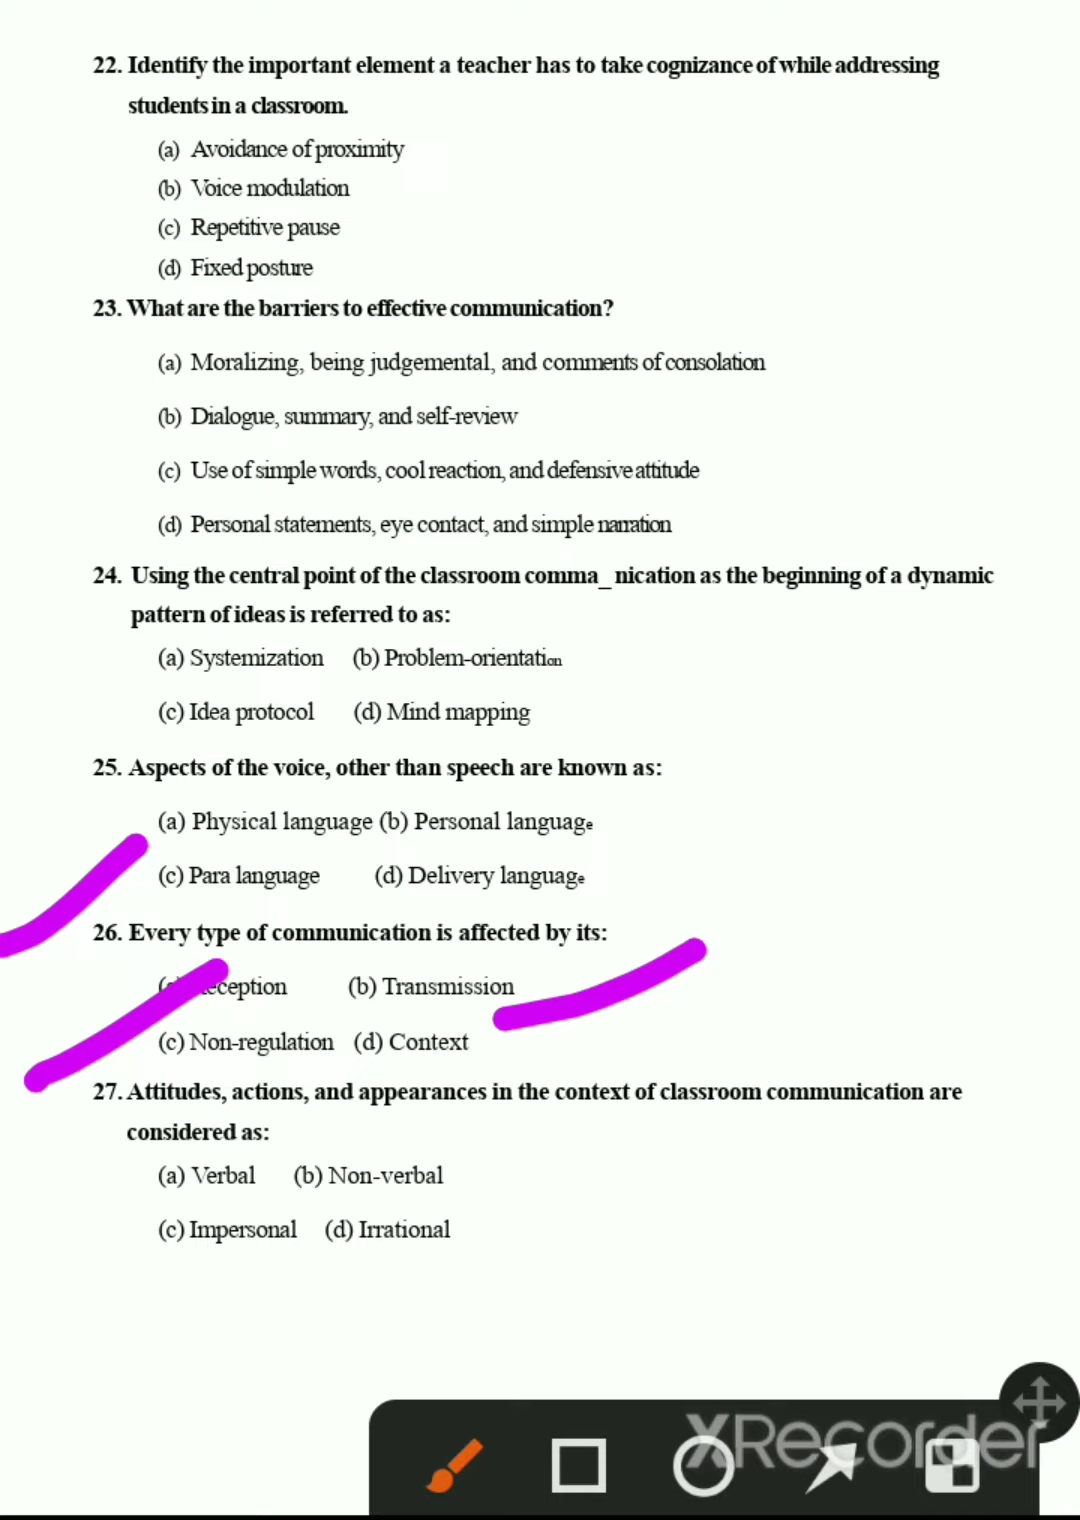 22. Identify the important element a teacher has to take cognizance of while addressing
students in a classroom.
(a) Avoidance of proximity
(b) Voice modulation
(c) Repetitive pause
(d) Fixed posture
23. What are the barriers to effective communication?
(a) Moralizing, being judgemental, and comments of consolation
(b) Dialogue, summary, and self-review
(c) Use of simple words, cool reaction, and defensive attitude
(d) Personal statements, eye contact, and simple narration
24. Using the central point of the classroom comma_ nication as the beginning of a dynamic
pattern of ideas is referred to as:
(a) Systemization (b) Problem-orientation
(c) Idea protocol (d) Mind mapping
25. Aspects of the voice, other than speech are known as:
(a) Physical language (b) Personal language
(c) Para language (d) Delivery language
26. Every type of communication is affected by its:
(b) Transmission
(c) Non-regulation (d) Context
27. Attitudes, actions, and appearances in the context of classroom communication are
considered as:
(a) Verbal (b) Non-verbal
(c) Impersonal (d) Irrational
XRecorder